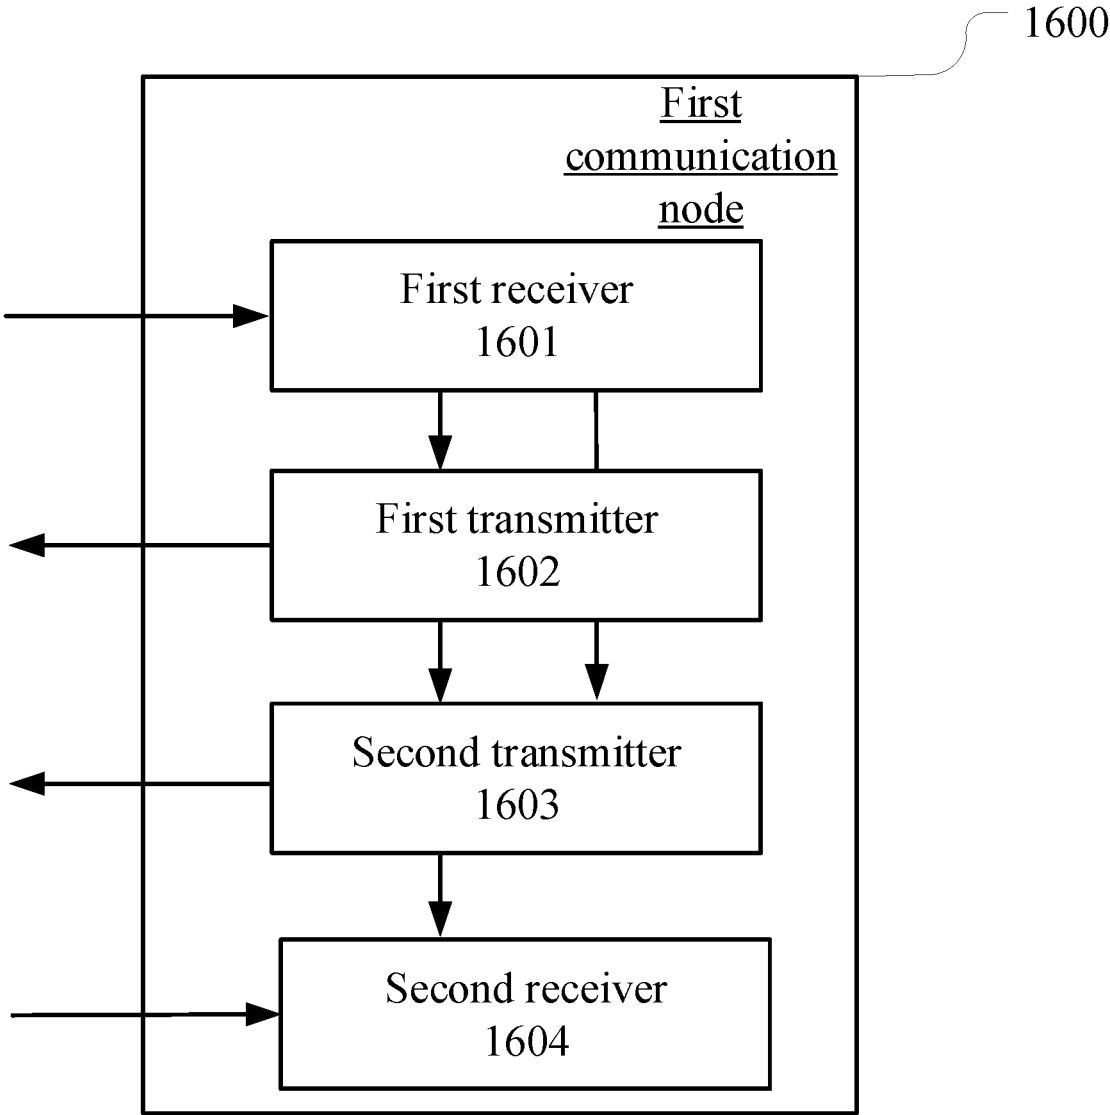 1600
First
communication
node
First receiver
1601
First transmitter
1602
Second transmitter
1603
Second receiver
1604